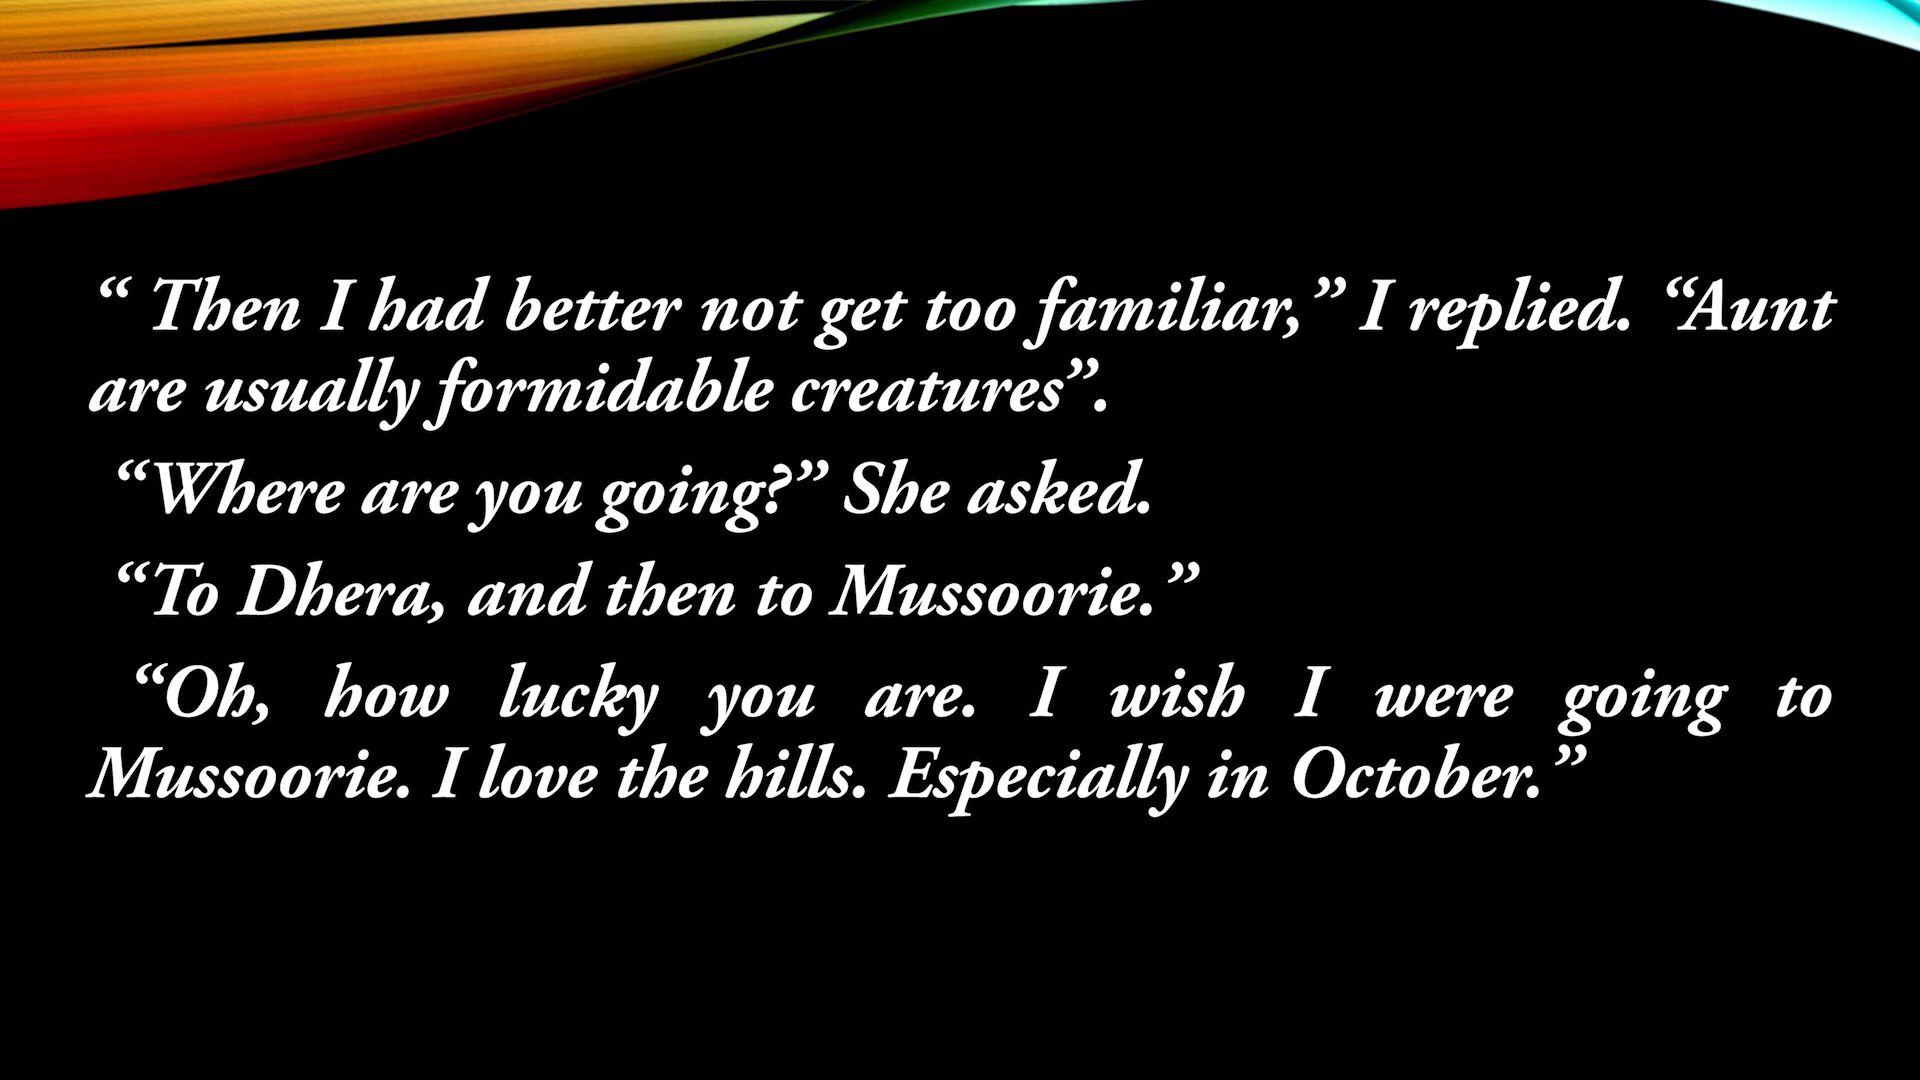 “ Then I had better not get too familiar,” I replied. “Aunt
are usually formidable creatures”.
“Where are you going?” She asked.
“To Dhera, and then to Mussoorie.”
“Oh, how lucky you are. I wish I were going to
Mussoorie. I love the hills. Especially in October.”